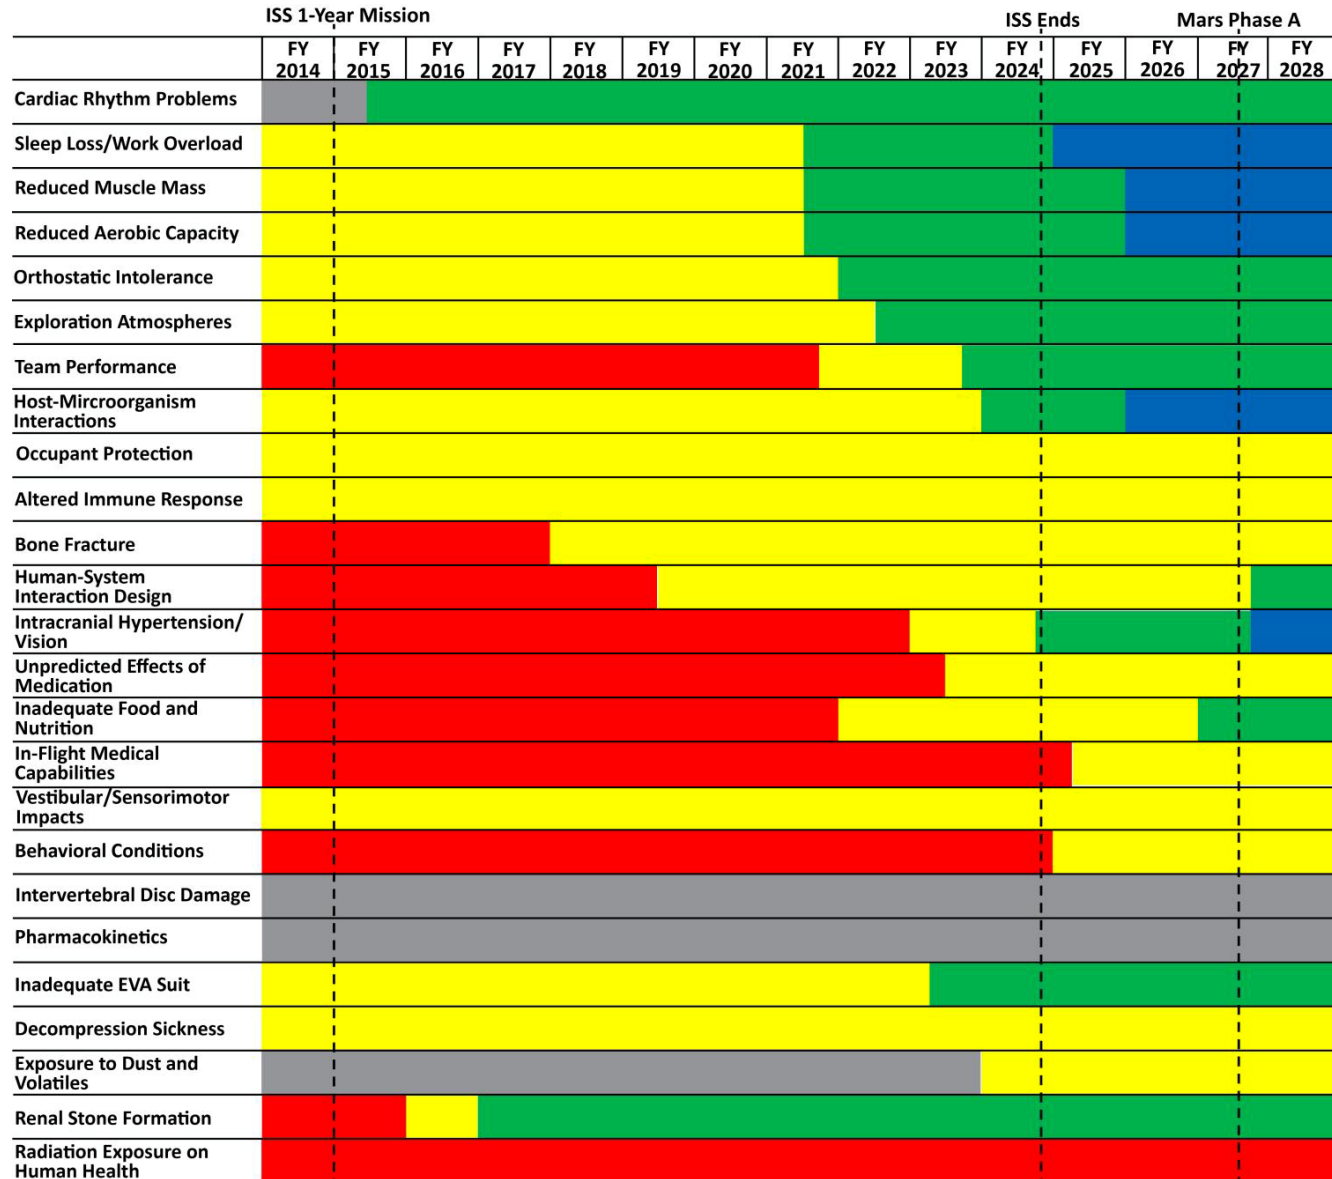 ISS 1-Year Mission ISS Ends Mars Phase A
FY FY FY FY FY FY FY FY FY FY FY FY FY FY FY
2014 2015 2016 2017 2018 2019 2020 2021 2022 2023 2024 2025 2026 2027 2028
Cardiac Rhythm Problems
Sleep Loss/Work Overload
Reduced Muscle Mass
Reduced Aerobic Capacity
Orthostatic Intolerance
Exploration Atmospheres
Team Performance
Host-Mircroorganism
Interactions
Occupant Protection
Altered Immune Response
Bone Fracture
Human-System
Interaction Design
Intracranial Hypertension/
Vision
Unpredicted Effects of
Medication
Inadequate Food and
Nutrition
In-Flight Medical
Capabilities
Vestibular/Sensorimotor
Impacts
Behavioral Conditions
Intervertebral Disc Damage
Pharmacokinetics
Inadequate EVA Suit
Decompression Sickness
Exposure to Dust and
Volatiles
Renal Stone Formation
Radiation Exposure on
Human Health